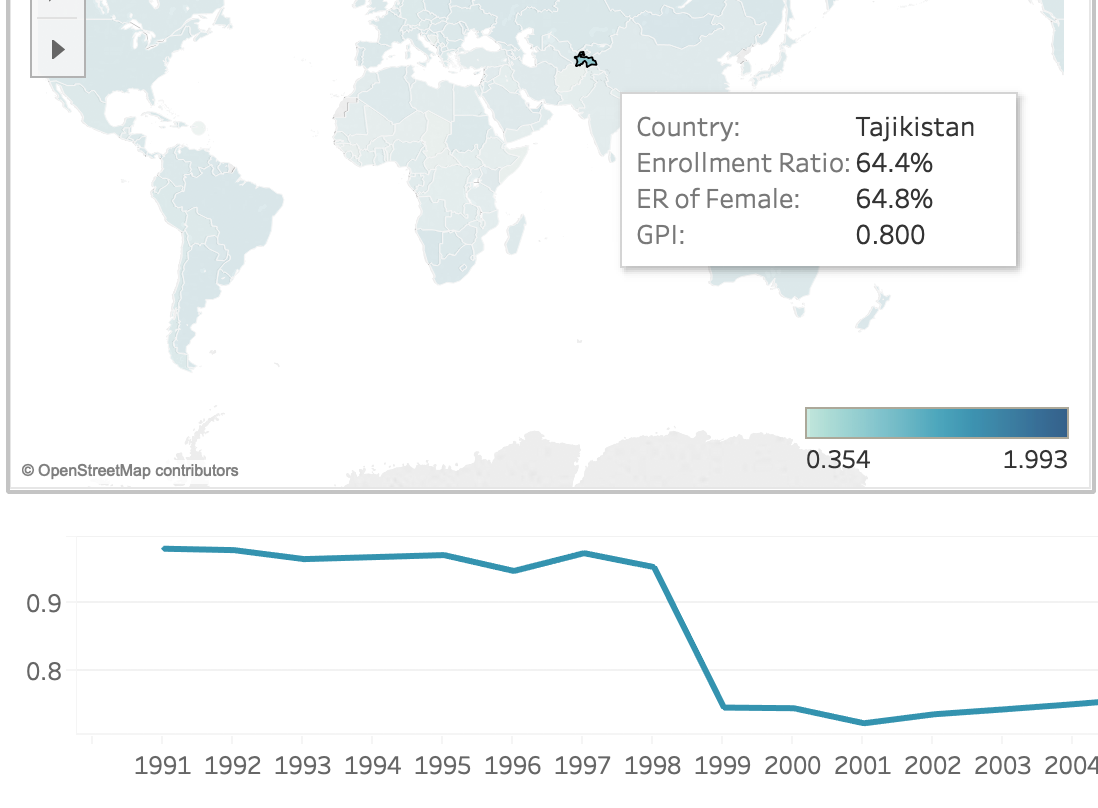 Country: Tajikistan
Enrollment Ratio: 64.4%
ER of Female: 64.8%
GPI: 0.800
0.354 1.993
© OpenStreetMap contributors
0.9
0.8
1991 1992 1993 1994 1995 1996 1997 1998 1999 2000 2001 2002 2003 2004